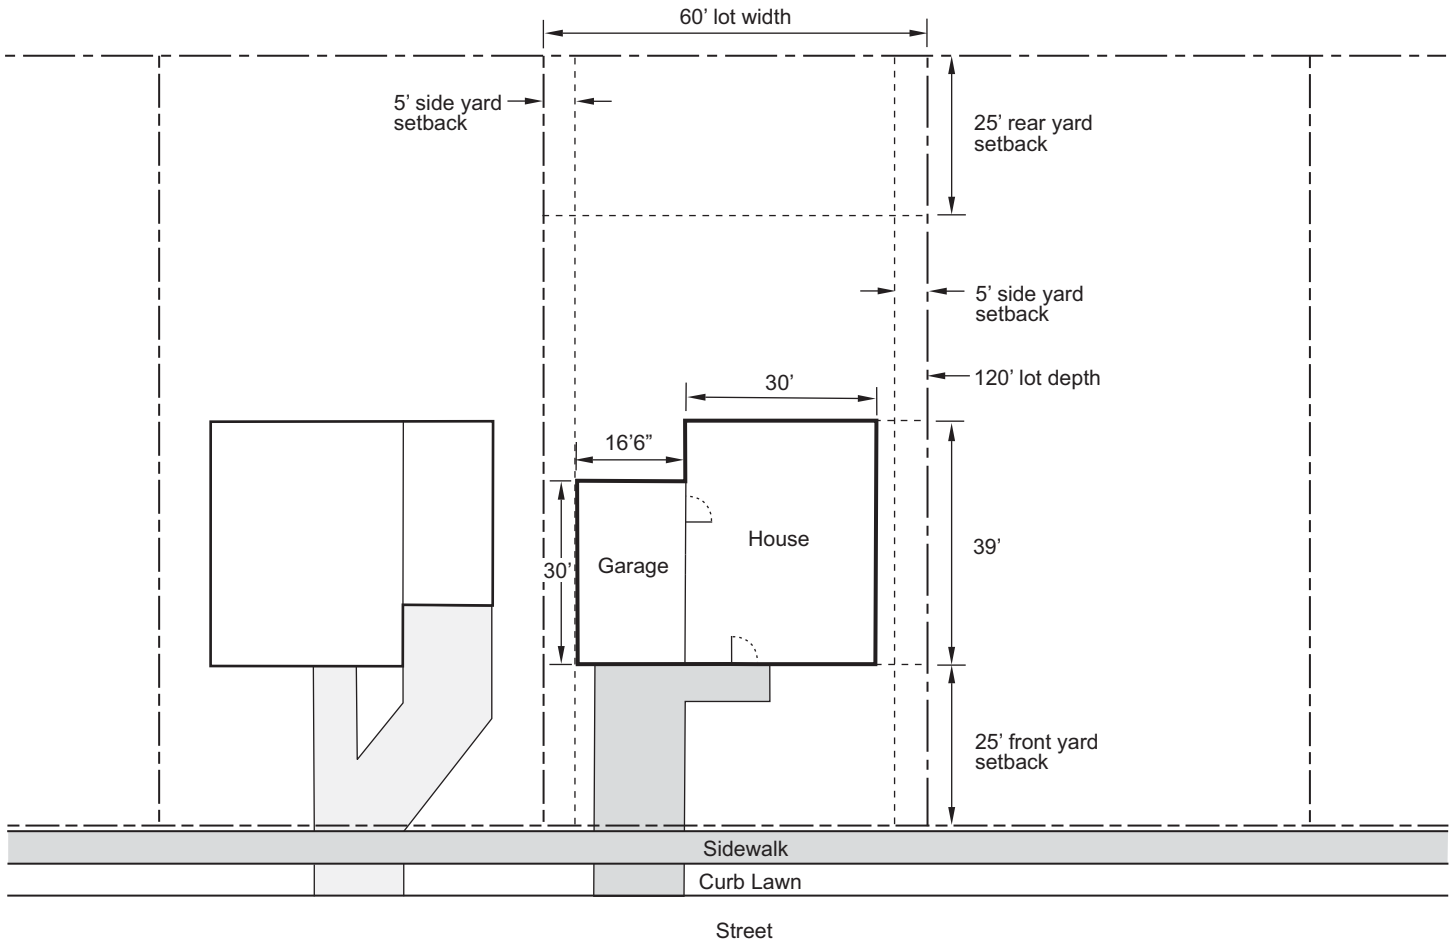 60’ lot width
5’ side yard
setback
25’ rear yard
setback
5’ side yard
setback
120’ lot depth
30’
16’6”
House
39’
Garage
30’
25’ front yard
setback
Sidewalk
Curb Lawn
Street